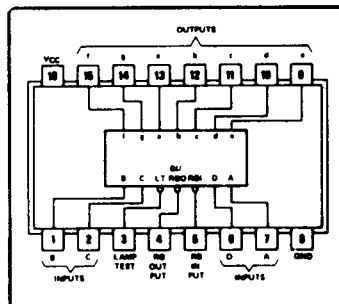 OUTPUTS
VCC f g a b c d e
16 15 14 13 12 11 10 9
f g a b c d e
BI/
B C LT RBO RBI D A
1 2 3 4 5 6 7 8
B C LAMP TEST RB OUT PUT RB IN PUT D A GND
INPUTS INPUTS